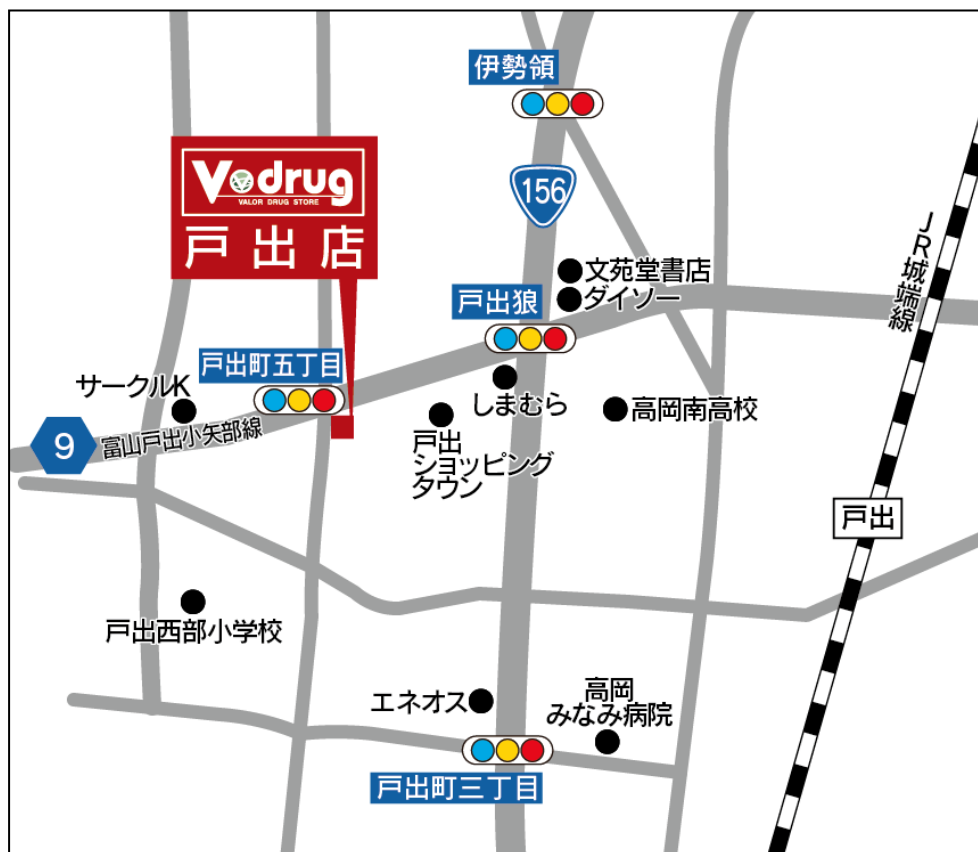 伊勢領
Vdrug
VALOR DRUG STORE
戸出店
156
文苑堂書店
ダイソー
JR城端線
戸出狼
戸出町五丁目
サークルK
しまむら
高岡南高校
9
富山戸出小矢部線
戸出
ショッピング
タウン
戸出
戸出西部小学校
エネオス
高岡
みなみ病院
戸出町三丁目